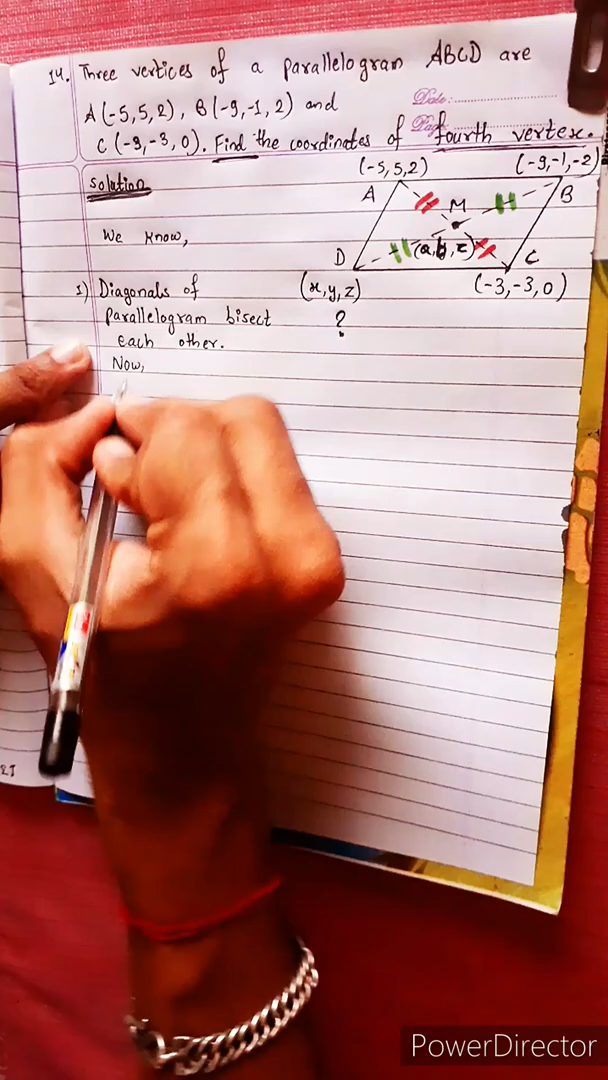 14. Three vertices of a parallelogram ABCD are
Date:
A(-5,5,2), B(-9,-1,2) and
Page
C(-9,-3,0). Find the coordinates of fourth vertex.
(-5,5,2) (-9,-1,-2)
solution
A M B
We know,
D (a,b,z) C
1) Diagonals of (x,y,z) (-3,-3,0)
parallelogram bisect ?
each other.
Now,
PowerDirector